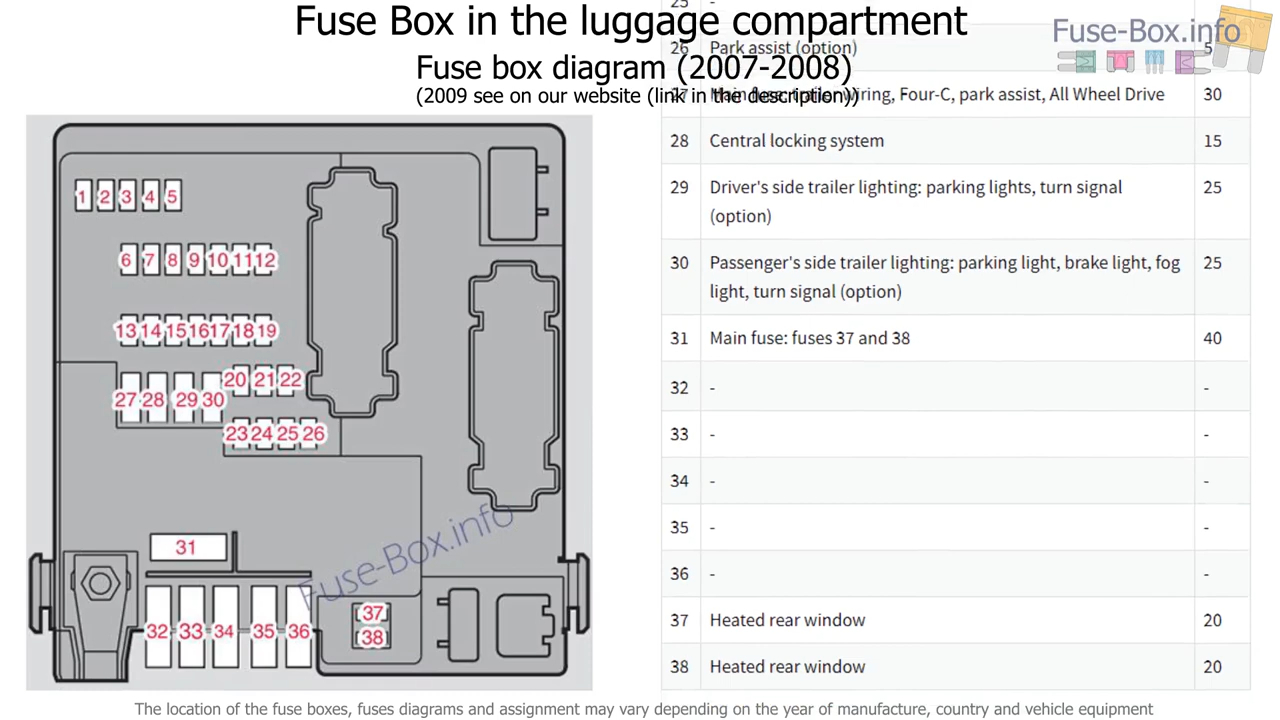 Fuse Box in the luggage compartment
Fuse box diagram (2007-2008)
(2009 see on our website (link in the description))
Fuse-Box.info
25 -
26 Park assist (option) 5
27 Main fuse: trailer wiring, Four-C, park assist, All Wheel Drive 30
28 Central locking system 15
29 Driver's side trailer lighting: parking lights, turn signal
(option) 25
30 Passenger's side trailer lighting: parking light, brake light, fog
light, turn signal (option) 25
31 Main fuse: fuses 37 and 38 40
32 - -
33 - -
34 - -
35 - -
36 - -
37 Heated rear window 20
38 Heated rear window 20
1 2 3 4 5
6 7 8 9 10 11 12
13 14 15 16 17 18 19
20 21 22
27 28 29 30
23 24 25 26
31
32 33 34 35 36
37
38
Fuse-Box.info
The location of the fuse boxes, fuses diagrams and assignment may vary depending on the year of manufacture, country and vehicle equipment